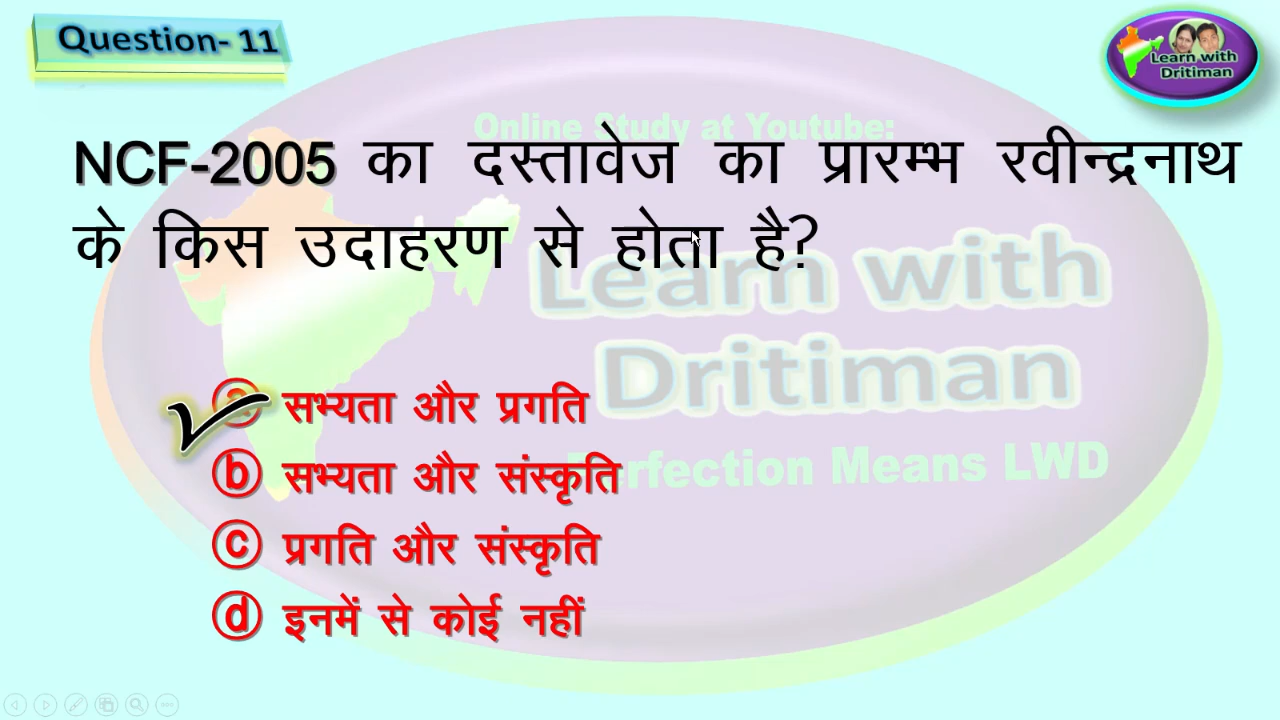 Question- 11
Learn with
Dritiman
Online Study at Youtube:
NCF-2005 का दस्तावेज का प्रारम्भ रवीन्द्रनाथ
के किस उदाहरण से होता है?
Learn with
Dritiman
Perfection Means LWD
ⓐ सभ्यता और प्रगति
ⓑ सभ्यता और संस्कृति
ⓒ प्रगति और संस्कृति
ⓓ इनमें से कोई नहीं